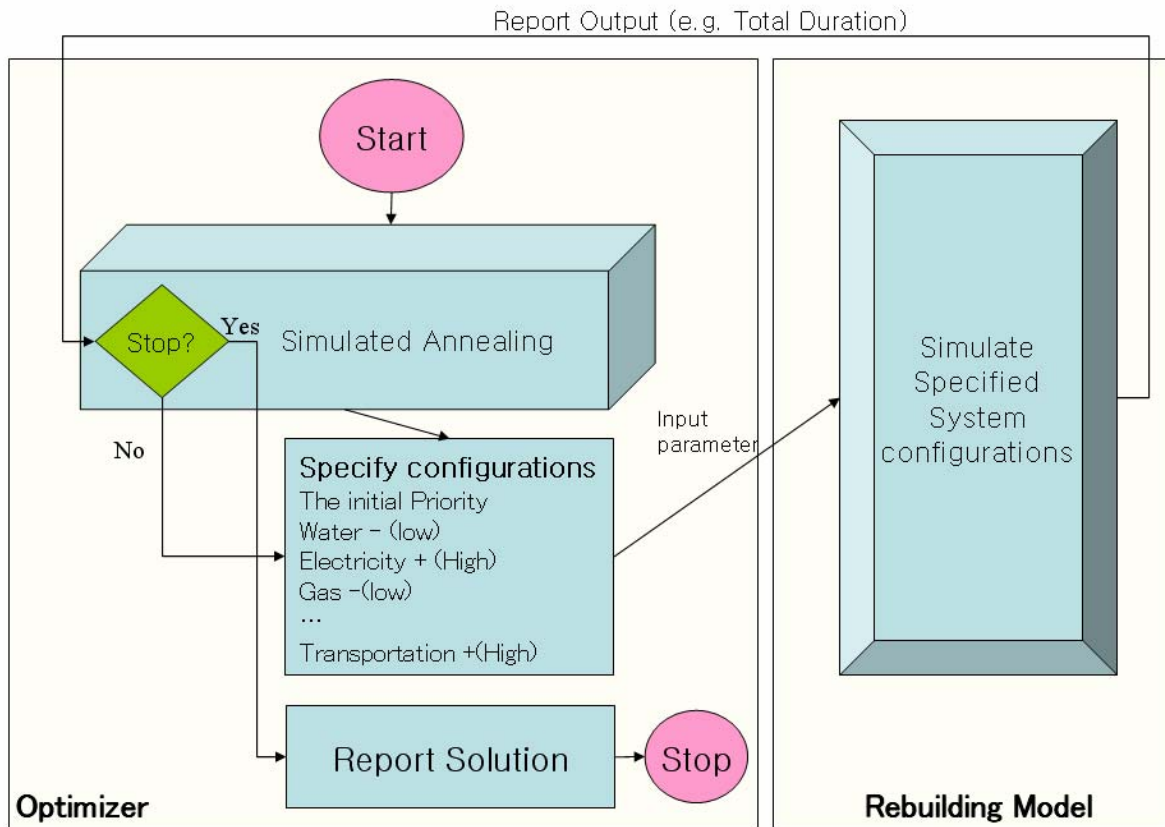 Report Output (e.g. Total Duration)
Start
Stop?
Yes
Simulated Annealing
No
Specify configurations
The initial Priority
Water - (low)
Electricity + (High)
Gas -(low)
...
Transportation +(High)
Input
parameter
Simulate
Specified
System
configurations
Report Solution
Stop
Optimizer
Rebuilding Model